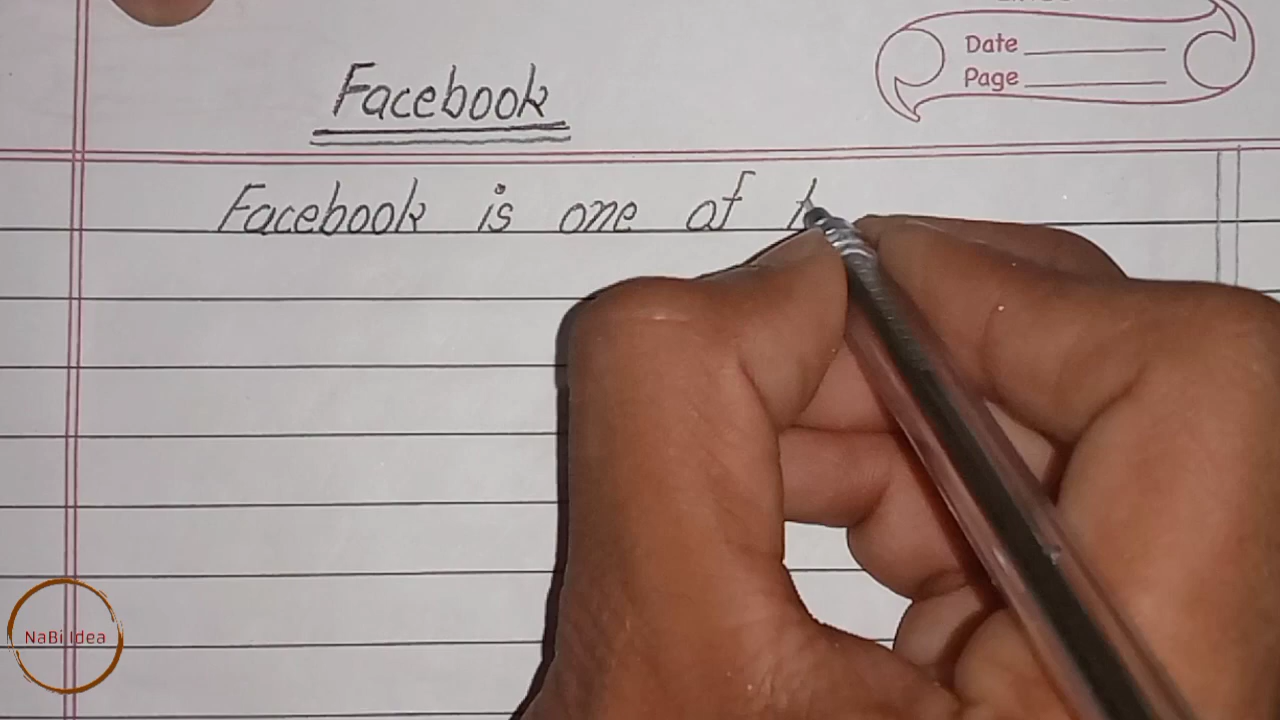 Date
Page
Facebook
Facebook is one of
NaBi Idea